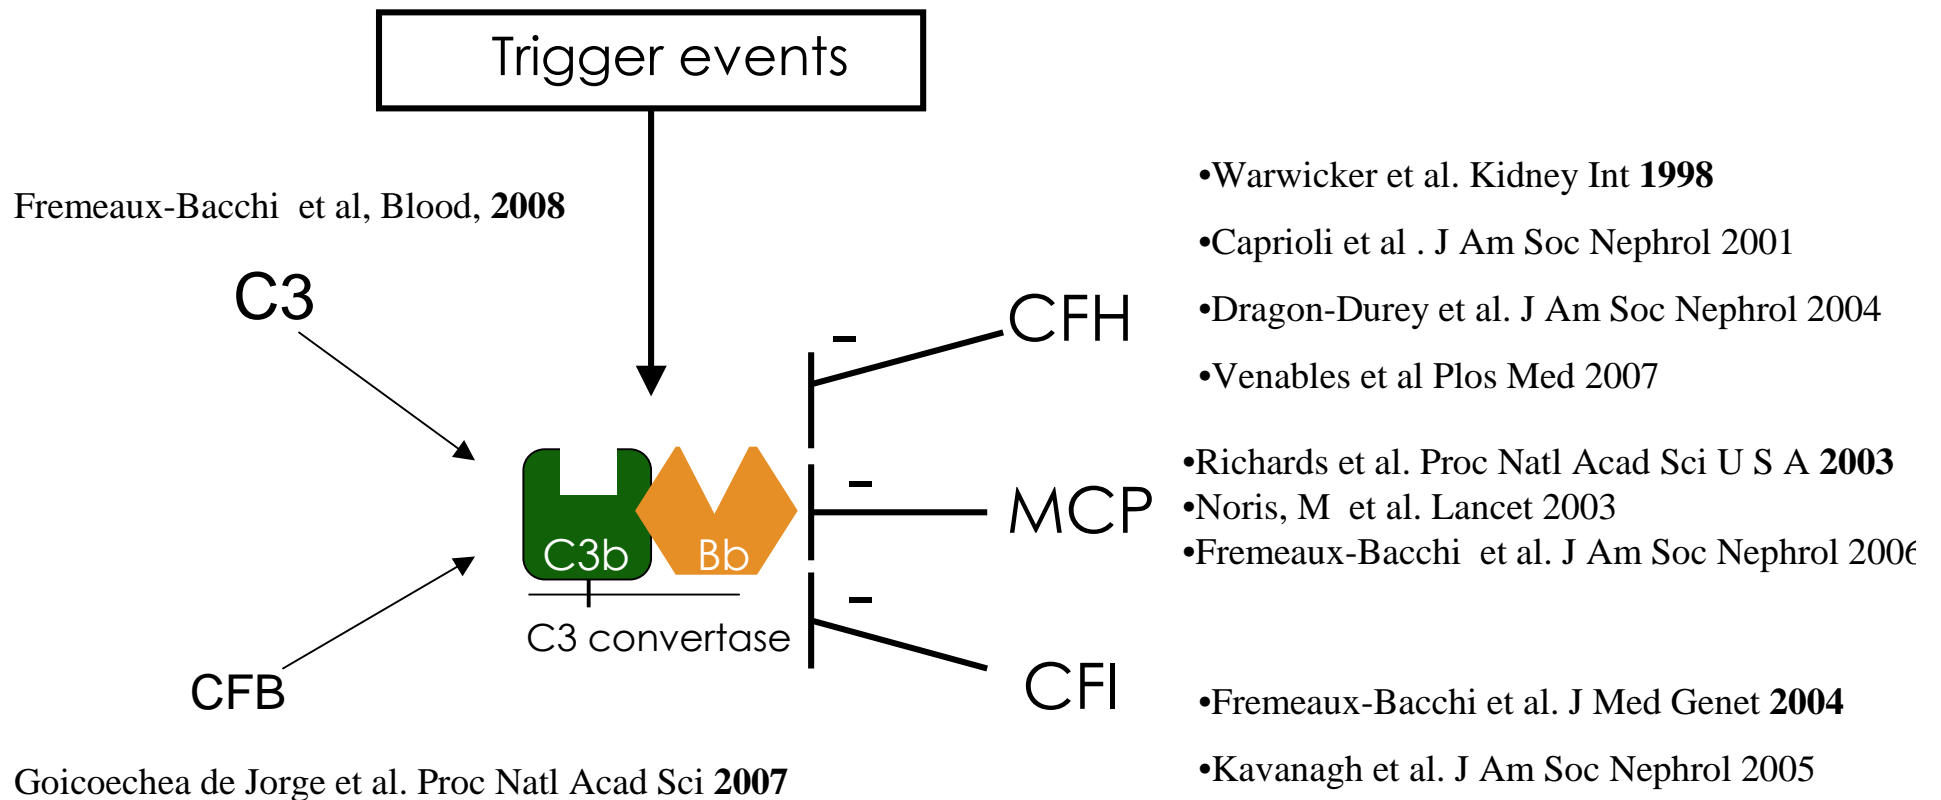 Trigger events
Fremeaux-Bacchi et al, Blood, 2008
C3
CFB
Goicoechea de Jorge et al. Proc Natl Acad Sci 2007
C3b
Bb
C3 convertase
-
CFH
-
MCP
-
CFI
•Warwicker et al. Kidney Int 1998
•Caprioli et al . J Am Soc Nephrol 2001
•Dragon-Durey et al. J Am Soc Nephrol 2004
•Venables et al Plos Med 2007
•Richards et al. Proc Natl Acad Sci U S A 2003
•Noris, M et al. Lancet 2003
•Fremeaux-Bacchi et al. J Am Soc Nephrol 2006
•Fremeaux-Bacchi et al. J Med Genet 2004
•Kavanagh et al. J Am Soc Nephrol 2005